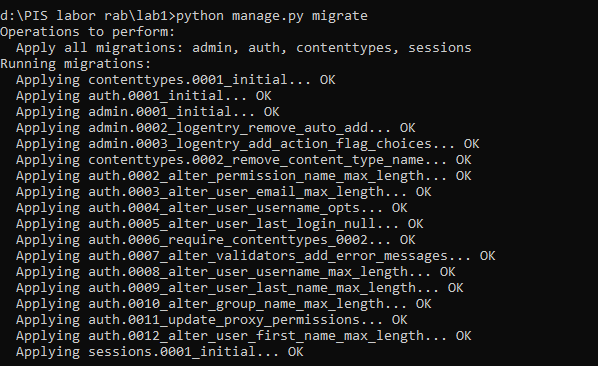 d:\PIS labor rab\lab1>python manage.py migrate
Operations to perform:
  Apply all migrations: admin, auth, contenttypes, sessions
Running migrations:
  Applying contenttypes.0001_initial... OK
  Applying auth.0001_initial... OK
  Applying admin.0001_initial... OK
  Applying admin.0002_logentry_remove_auto_add... OK
  Applying admin.0003_logentry_add_action_flag_choices... OK
  Applying contenttypes.0002_remove_content_type_name... OK
  Applying auth.0002_alter_permission_name_max_length... OK
  Applying auth.0003_alter_user_email_max_length... OK
  Applying auth.0004_alter_user_username_opts... OK
  Applying auth.0005_alter_user_last_login_null... OK
  Applying auth.0006_require_contenttypes_0002... OK
  Applying auth.0007_alter_validators_add_error_messages... OK
  Applying auth.0008_alter_user_username_max_length... OK
  Applying auth.0009_alter_user_last_name_max_length... OK
  Applying auth.0010_alter_group_name_max_length... OK
  Applying auth.0011_update_proxy_permissions... OK
  Applying auth.0012_alter_user_first_name_max_length... OK
  Applying sessions.0001_initial... OK